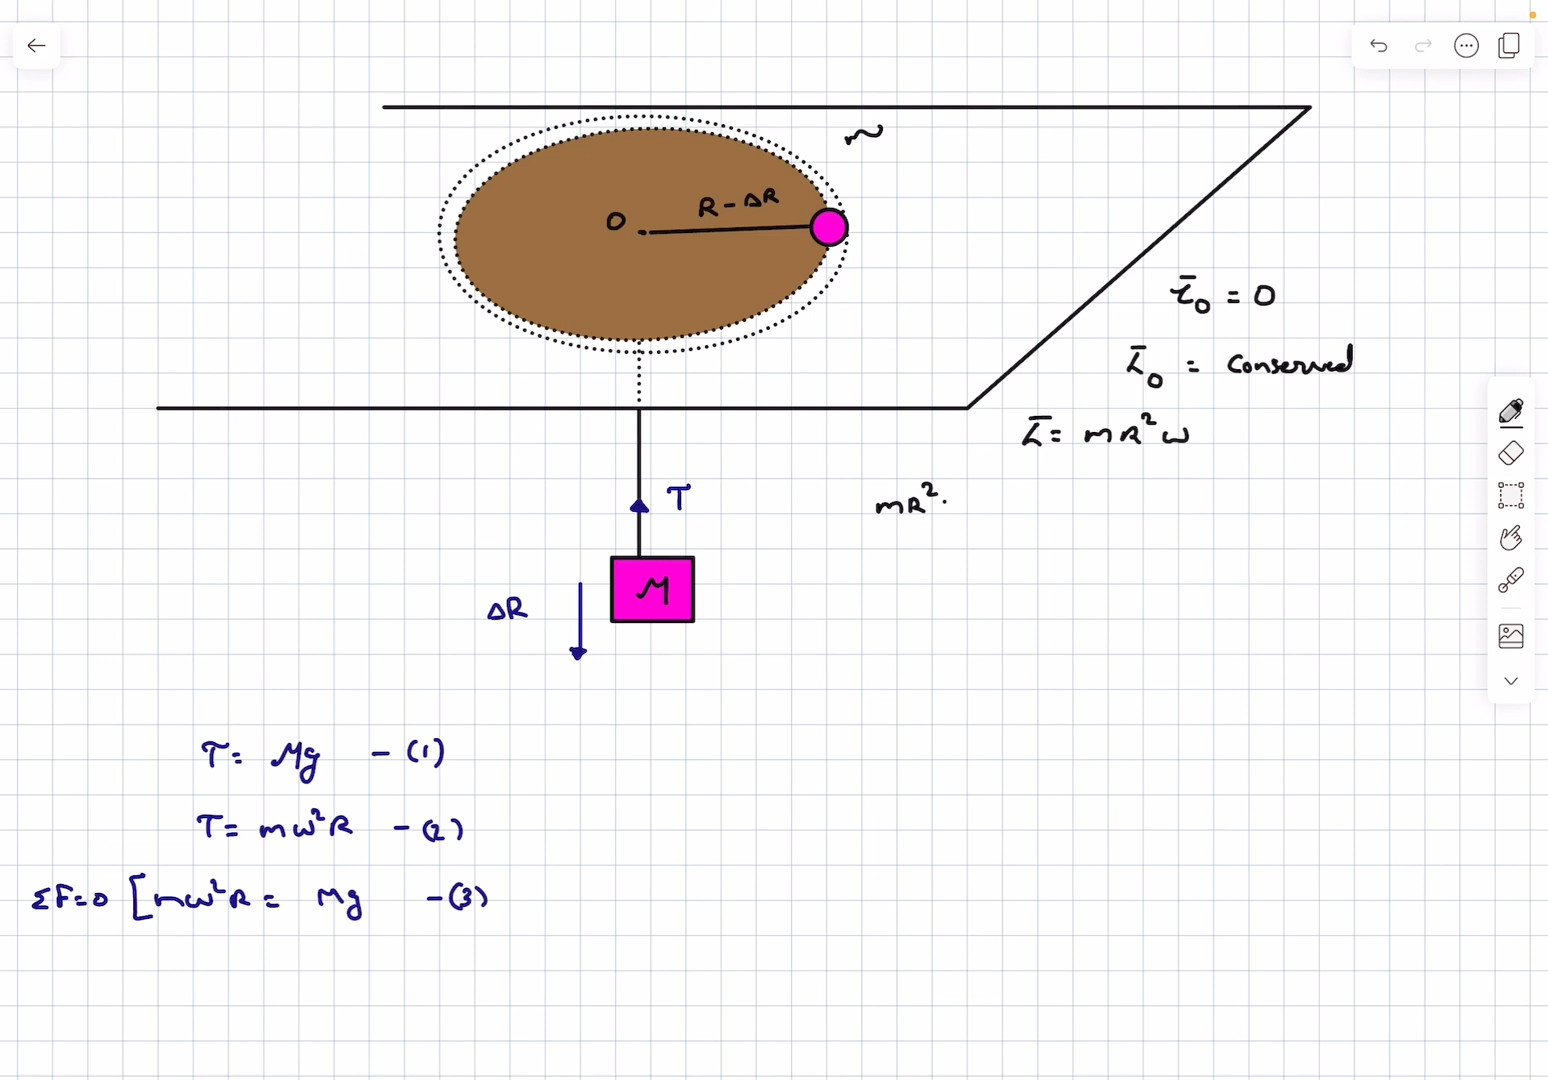 m
R - ΔR
O
τ̄₀ = 0
L̄₀ = Conserved
L̄ = mR²ω
mR².
T
M
ΔR
T = Mg - (1)
T = mω²R - (2)
ΣF=0 [mω²R = Mg - (3)